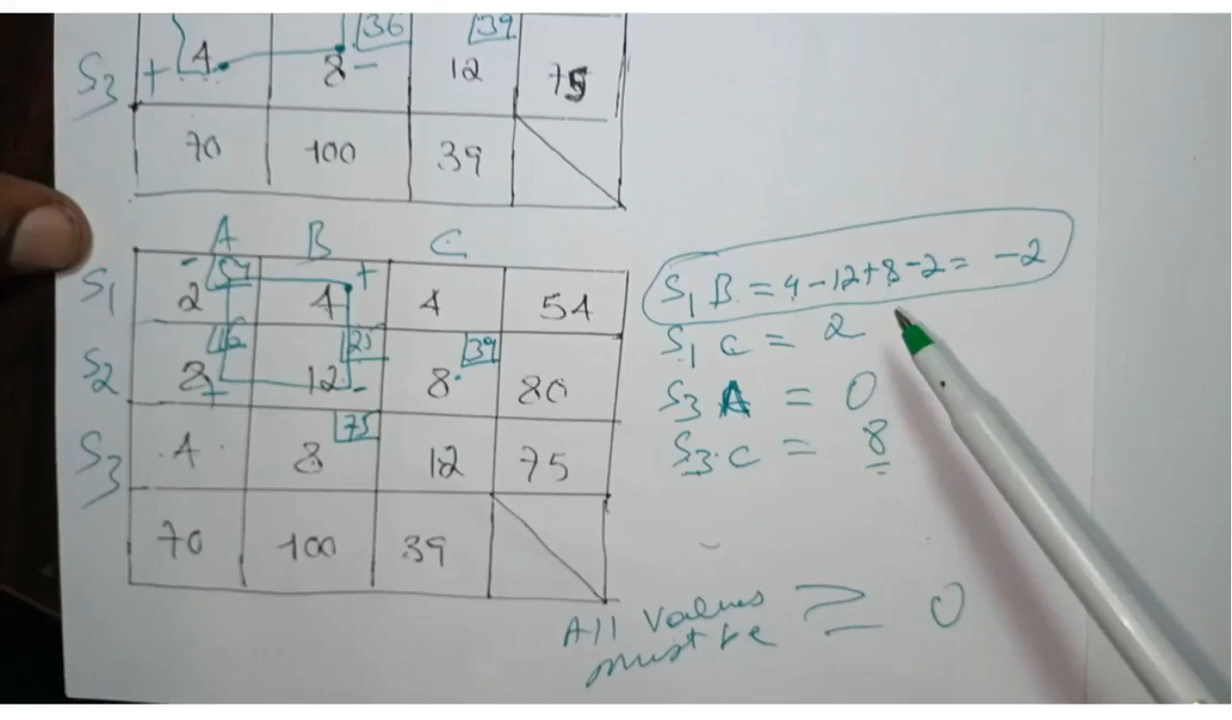 36 39
S3 + 4 8 - 12 75
70 100 39
A B C
S1 - 2 54 4 + 4 54
S2 8 + 16 12 - 25 8 39 80
S3 4 8 75 12 75
70 100 39
S1 B = 4 - 12 + 8 - 2 = -2
S1 C = 2
S3 A = 0
S3 C = 8
All values ≥ 0
must be